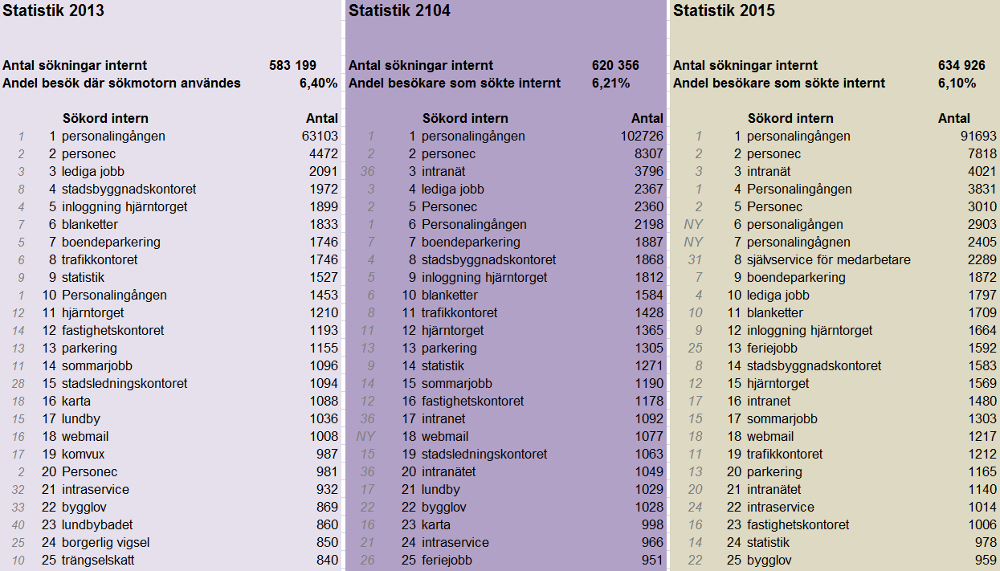 Statistik 2013
Antal sökningar internt 583 199
Andel besök där sökmotorn användes 6,40%
Sökord intern Antal
1 1 personalingången 63103
2 2 personec 4472
3 3 lediga jobb 2091
8 4 stadsbyggnadskontoret 1972
4 5 inloggning hjärntorget 1899
7 6 blanketter 1833
5 7 boendeparkering 1746
6 8 trafikkontoret 1746
9 9 statistik 1527
1 10 Personalingången 1453
12 11 hjärntorget 1210
14 12 fastighetskontoret 1193
13 13 parkering 1155
11 14 sommarjobb 1096
28 15 stadsledningskontoret 1094
18 16 karta 1088
15 17 lundby 1036
16 18 webmail 1008
17 19 komvux 987
2 20 Personec 981
32 21 intraservice 932
33 22 bygglov 869
40 23 lundbybadet 860
25 24 borgerlig vigsel 850
10 25 trängselskatt 840
Statistik 2104
Antal sökningar internt 620 356
Andel besökare som sökte internt 6,21%
Sökord intern Antal
1 1 personalingången 102726
2 2 personec 8307
36 3 intranät 3796
3 4 lediga jobb 2367
2 5 Personec 2360
1 6 Personalingången 2198
7 7 boendeparkering 1887
4 8 stadsbyggnadskontoret 1868
5 9 inloggning hjärntorget 1812
6 10 blanketter 1584
8 11 trafikkontoret 1428
11 12 hjärntorget 1365
13 13 parkering 1305
9 14 statistik 1271
14 15 sommarjobb 1190
12 16 fastighetskontoret 1178
36 17 intranet 1092
NY 18 webmail 1077
15 19 stadsledningskontoret 1063
36 20 intranätet 1049
17 21 lundby 1029
22 22 bygglov 1028
16 23 karta 998
21 24 intraservice 966
26 25 feriejobb 951
Statistik 2015
Antal sökningar internt 634 926
Andel besökare som sökte internt 6,10%
Sökord intern Antal
1 1 personalingången 91693
2 2 personec 7818
3 3 intranät 4021
1 4 Personalingången 3831
2 5 Personec 3010
NY 6 personaligången 2903
NY 7 personalingågnen 2405
31 8 självservice för medarbetare 2289
7 9 boendeparkering 1872
4 10 lediga jobb 1797
10 11 blanketter 1709
9 12 inloggning hjärntorget 1664
25 13 feriejobb 1592
8 14 stadsbyggnadskontoret 1583
12 15 hjärntorget 1569
17 16 intranet 1480
15 17 sommarjobb 1303
18 18 webmail 1217
11 19 trafikkontoret 1212
13 20 parkering 1165
20 21 intranätet 1140
24 22 intraservice 1014
16 23 fastighetskontoret 1006
14 24 statistik 978
22 25 bygglov 959